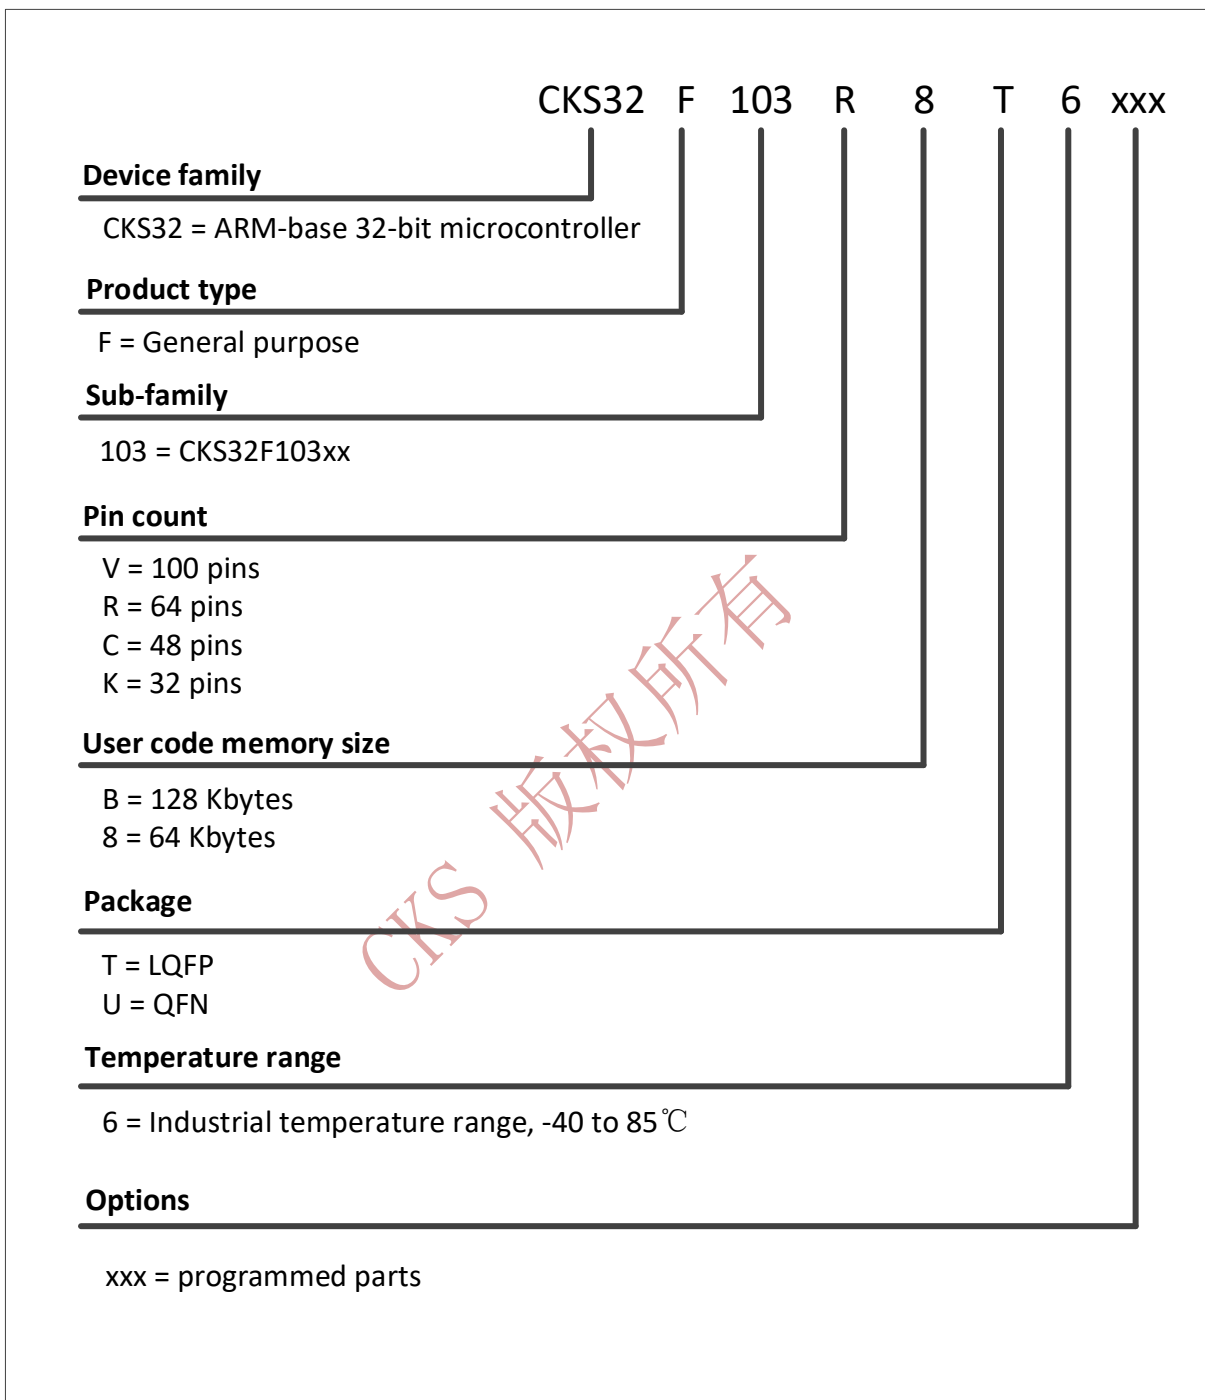 CKS32 F 103 R 8 T 6 xxx
Device family
CKS32 = ARM-base 32-bit microcontroller
Product type
F = General purpose
Sub-family
103 = CKS32F103xx
Pin count
V = 100 pins
R = 64 pins
C = 48 pins
K = 32 pins
User code memory size
B = 128 Kbytes
8 = 64 Kbytes
Package
T = LQFP
U = QFN
Temperature range
6 = Industrial temperature range, -40 to 85℃
Options
xxx = programmed parts
CKS 版权所有